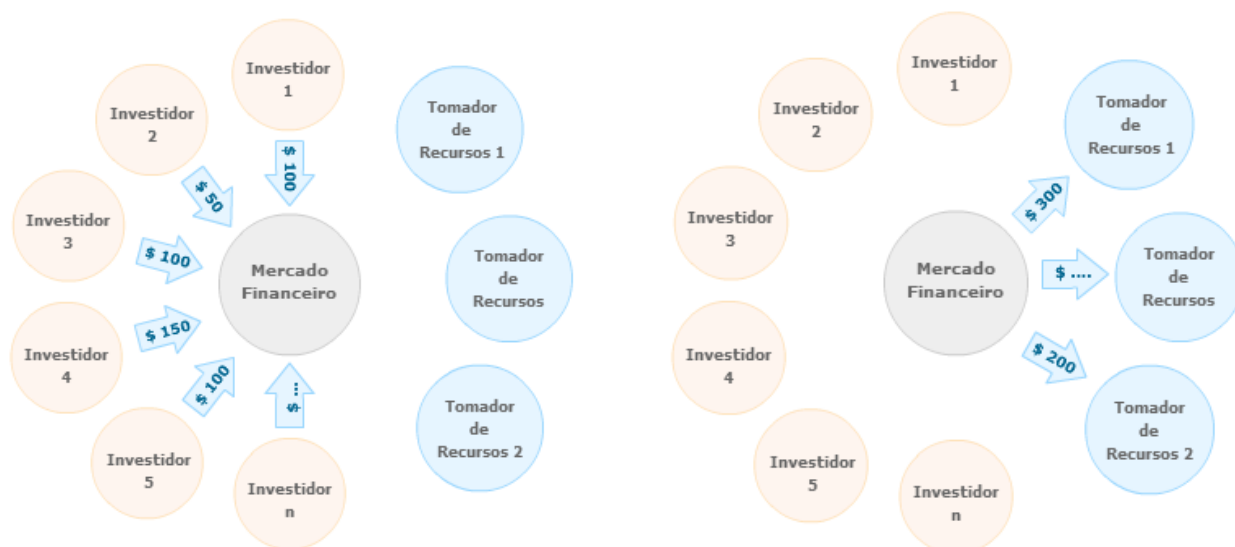 Investidor
1
Investidor
2
Investidor
3
Investidor
4
Investidor
5
Investidor
n
$ 100
$ 50
$ 100
$ 150
$ 100
$ ...
Mercado
Financeiro
Tomador
de
Recursos 1
Tomador
de
Recursos
Tomador
de
Recursos 2
Investidor
1
Investidor
2
Investidor
3
Investidor
4
Investidor
5
Investidor
n
Mercado
Financeiro
$ 300
$ ....
$ 200
Tomador
de
Recursos 1
Tomador
de
Recursos
Tomador
de
Recursos 2